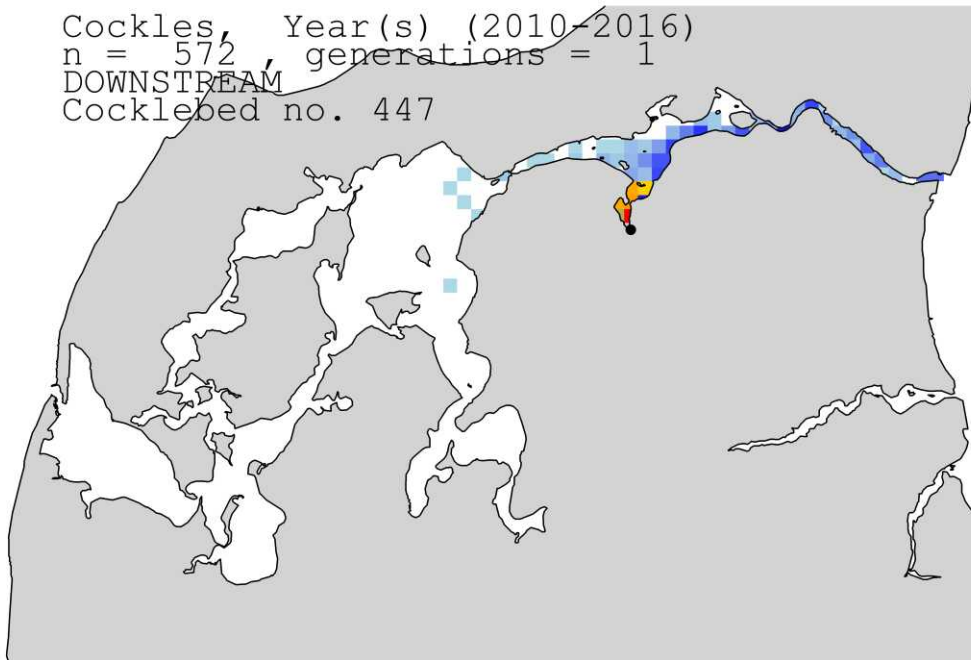 Cockles, Year(s) (2010-2016)
n = 572 , generations = 1
DOWNSTREAM
Cocklebed no. 447